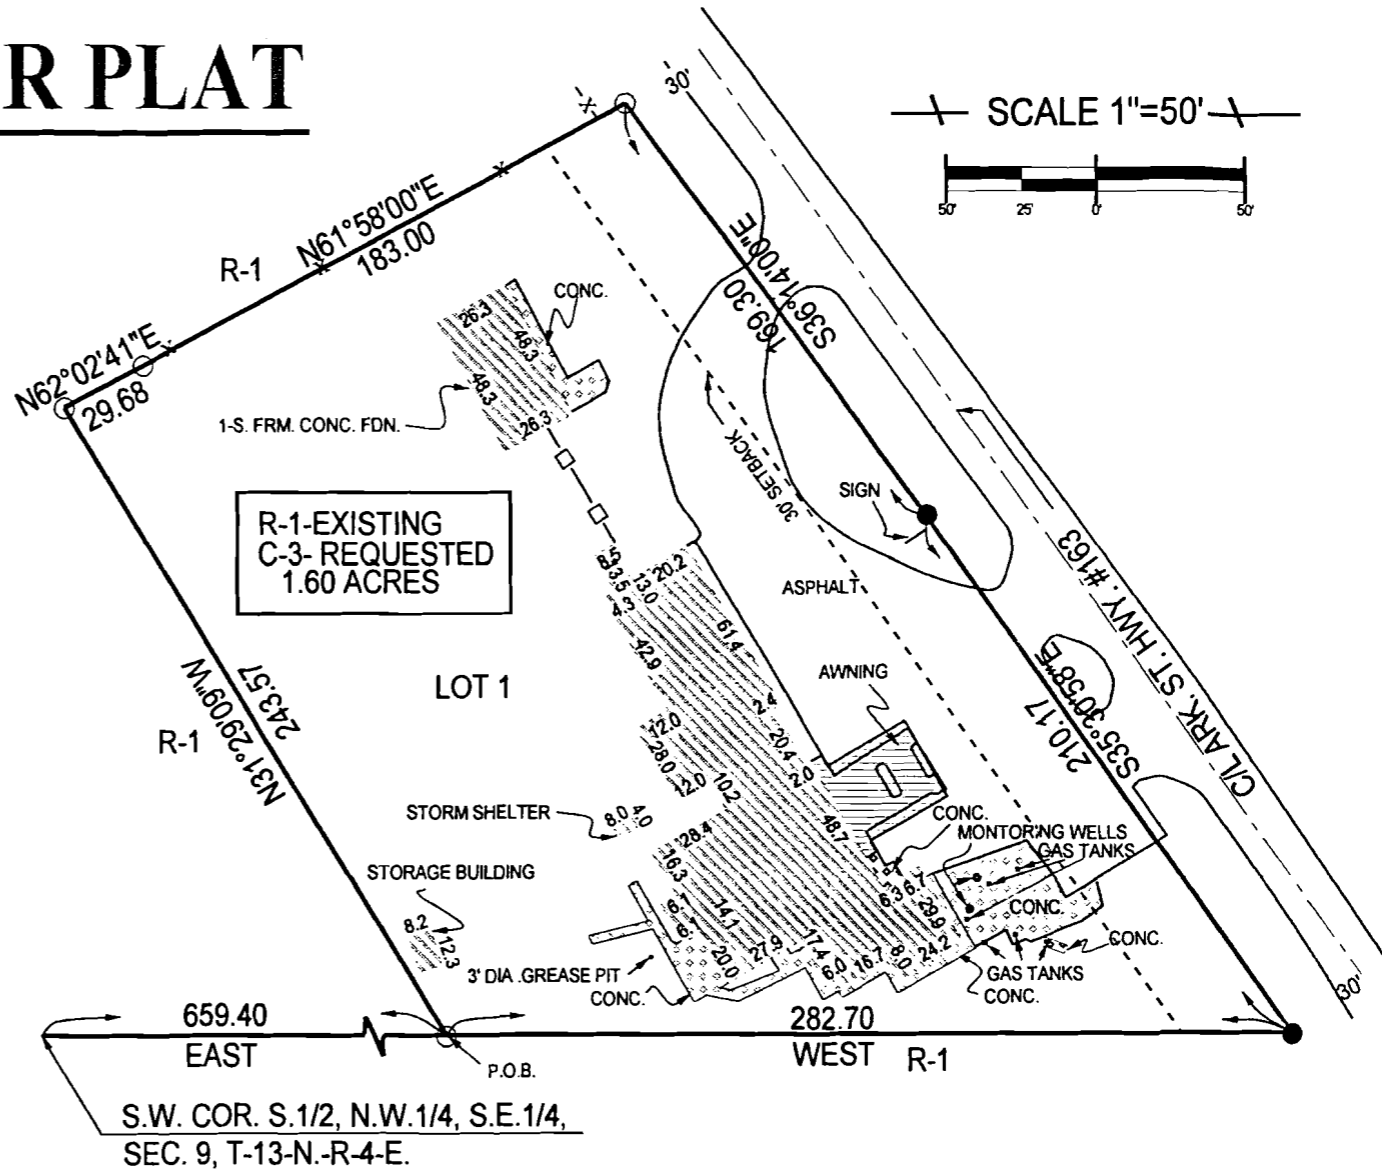 R PLAT
SCALE 1"=50'
50'
25'
0'
50'
30'
N61°58'00"E
183.00
R-1
N62°02'41"E
29.68
S36°14'00"E
169.30
CONC.
26.3
48.3
48.3
26.3
1-S. FRM. CONC. FDN.
30' SETBACK
SIGN
R-1-EXISTING
C-3- REQUESTED
1.60 ACRES
C/L ARK. ST. HWY. #163
ASPHALT
20.2
13.0
13.5
4.3
42.9
61.4
LOT 1
AWNING
N31°29'09"W
243.57
R-1
S35°30'58"E
210.17
2.4
20.4
2.0
12.0
28.0
12.0
10.2
48.7
STORM SHELTER
8.0
4.0
CONC.
MONTORING WELLS
GAS TANKS
28.4
16.3
STORAGE BUILDING
8.2
12.3
6.1
6.1
14.1
20.0
27.9
17.4
6.0
16.7
8.0
24.2
29.9
6.3
6.7
CONC.
CONC.
3' DIA .GREASE PIT
CONC.
GAS TANKS
CONC.
30'
659.40
EAST
282.70
WEST
R-1
P.O.B.
S.W. COR. S.1/2, N.W.1/4, S.E.1/4,
SEC. 9, T-13-N.-R-4-E.